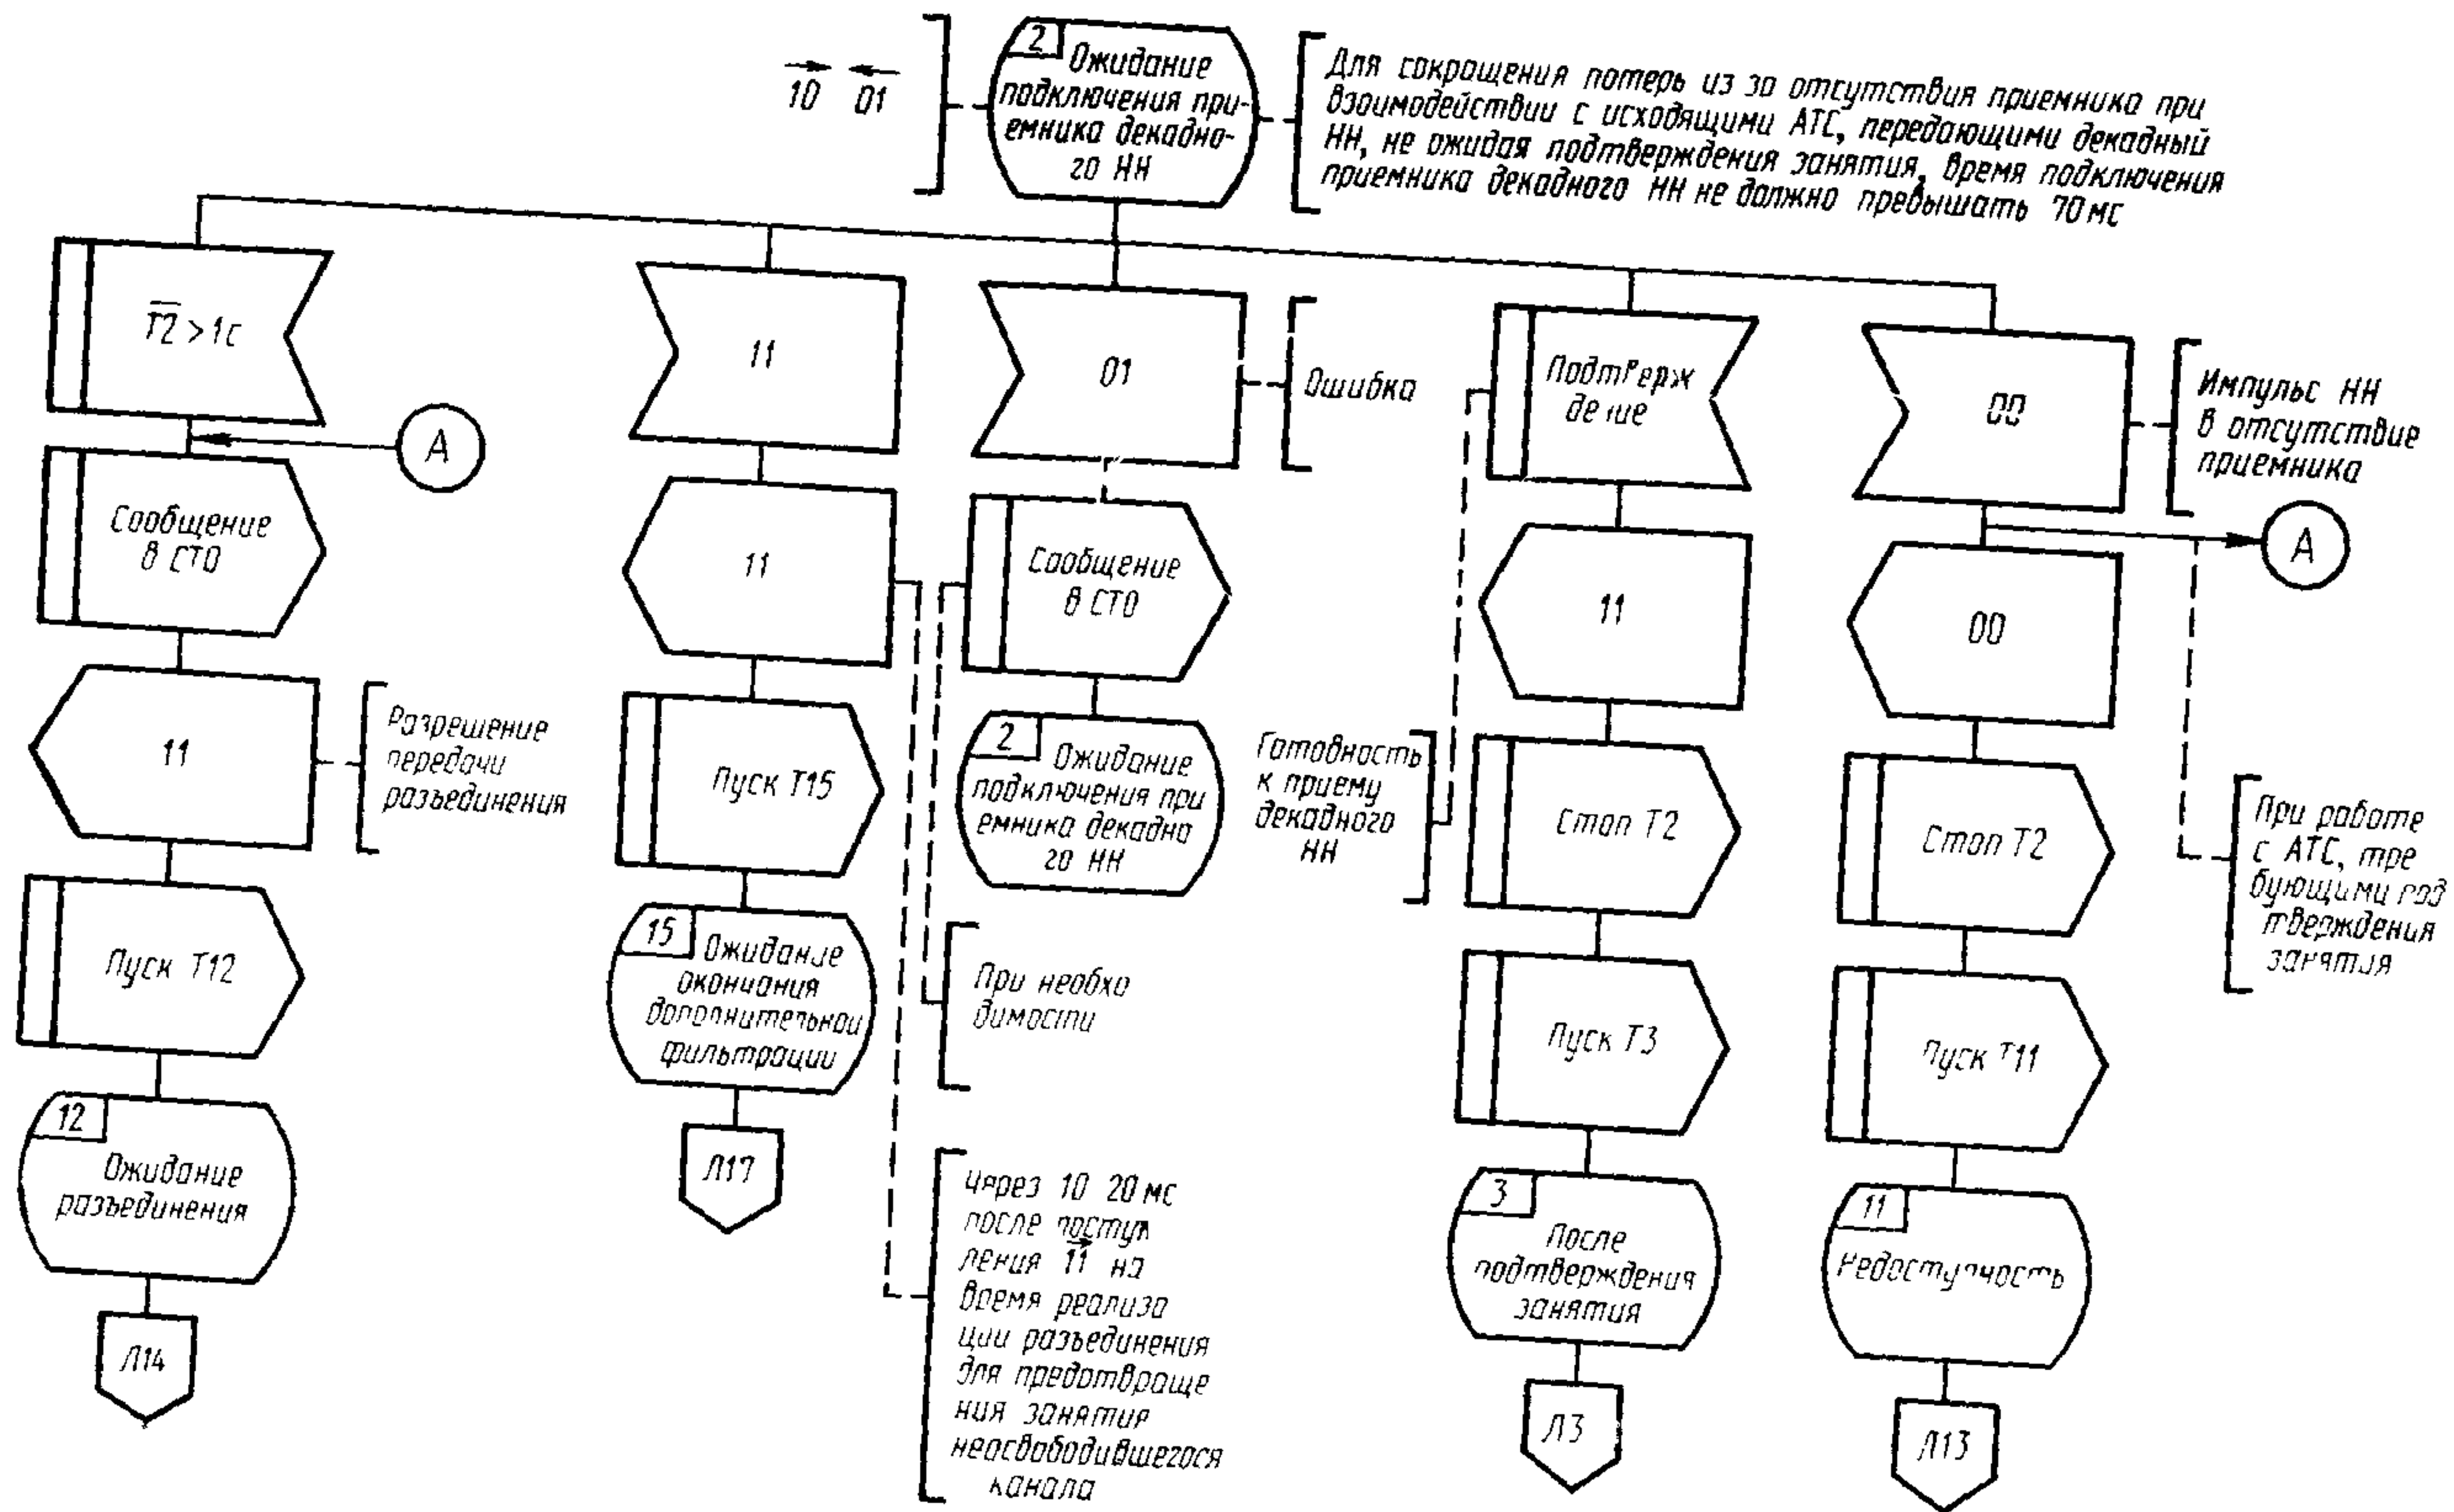 10 01
2
Ожидание
подключения при-
емника декадно-
го НН
Для сокращения потерь из за отсутствия приемника при
взаимодействии с исходящими АТС, передающими декадный
НН, не ожидая подтверждения занятия, время подключения
приемника декадного НН не должно превышать 70 мс
T2 > 1с
A
Сообщение
в СТО
11
Разрешение
передачи
разъединения
Пуск Т12
12
Ожидание
разъединения
Л14
11
11
Пуск Т15
15
Ожидание
окончания
дополнительной
фильтрации
Л17
01
Ошибка
Сообщение
в СТО
2
Ожидание
подключения при
емника декадно
го НН
При необхо
димости
Через 10 20 мс
после поступ
ления 11 на
время реализа
ции разъединения
для предотвраще
ния занятия
неосвободившегося
канала
Подтверж
дение
Готовность
к приему
декадного
НН
11
Стоп Т2
Пуск Т3
3
После
подтверждения
занятия
Л3
00
Импульс НН
в отсутствие
приемника
A
00
При работе
с АТС, тре
бующими под
тверждения
занятия
Стоп Т2
Пуск Т11
11
Недоступность
Л13